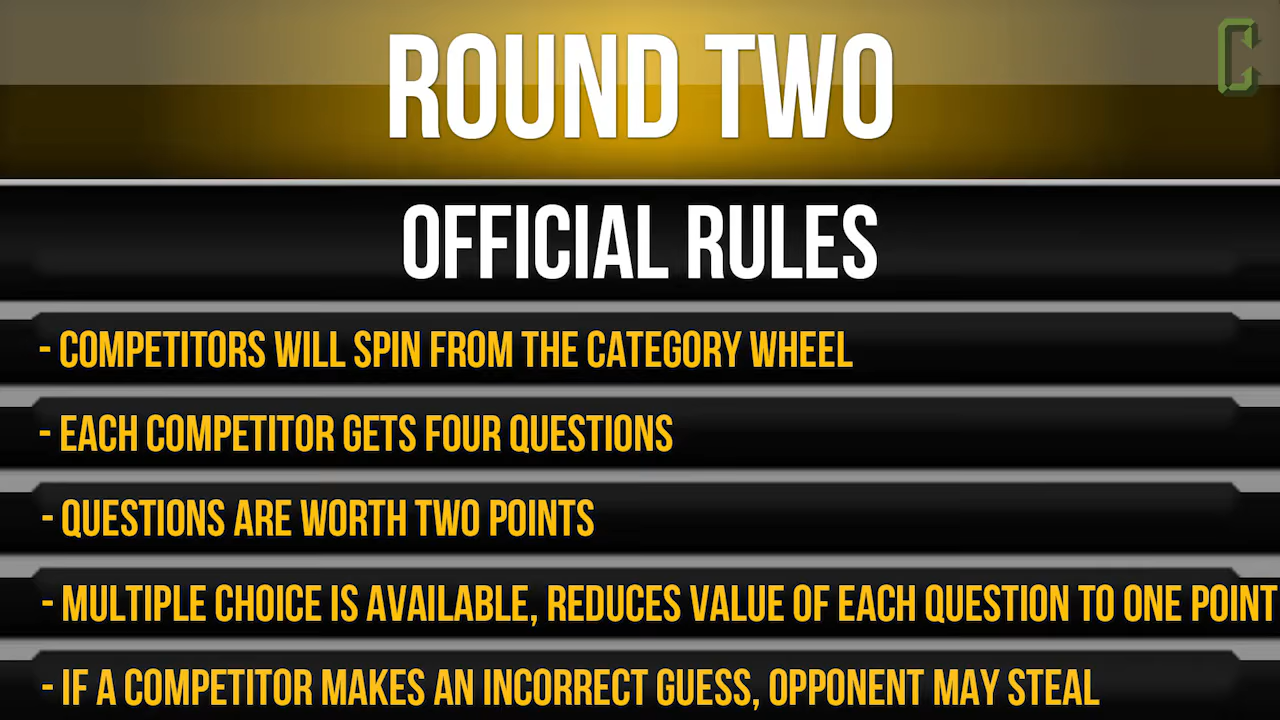 ROUND TWO
OFFICIAL RULES
- COMPETITORS WILL SPIN FROM THE CATEGORY WHEEL
- EACH COMPETITOR GETS FOUR QUESTIONS
- QUESTIONS ARE WORTH TWO POINTS
- MULTIPLE CHOICE IS AVAILABLE, REDUCES VALUE OF EACH QUESTION TO ONE POINT
- IF A COMPETITOR MAKES AN INCORRECT GUESS, OPPONENT MAY STEAL